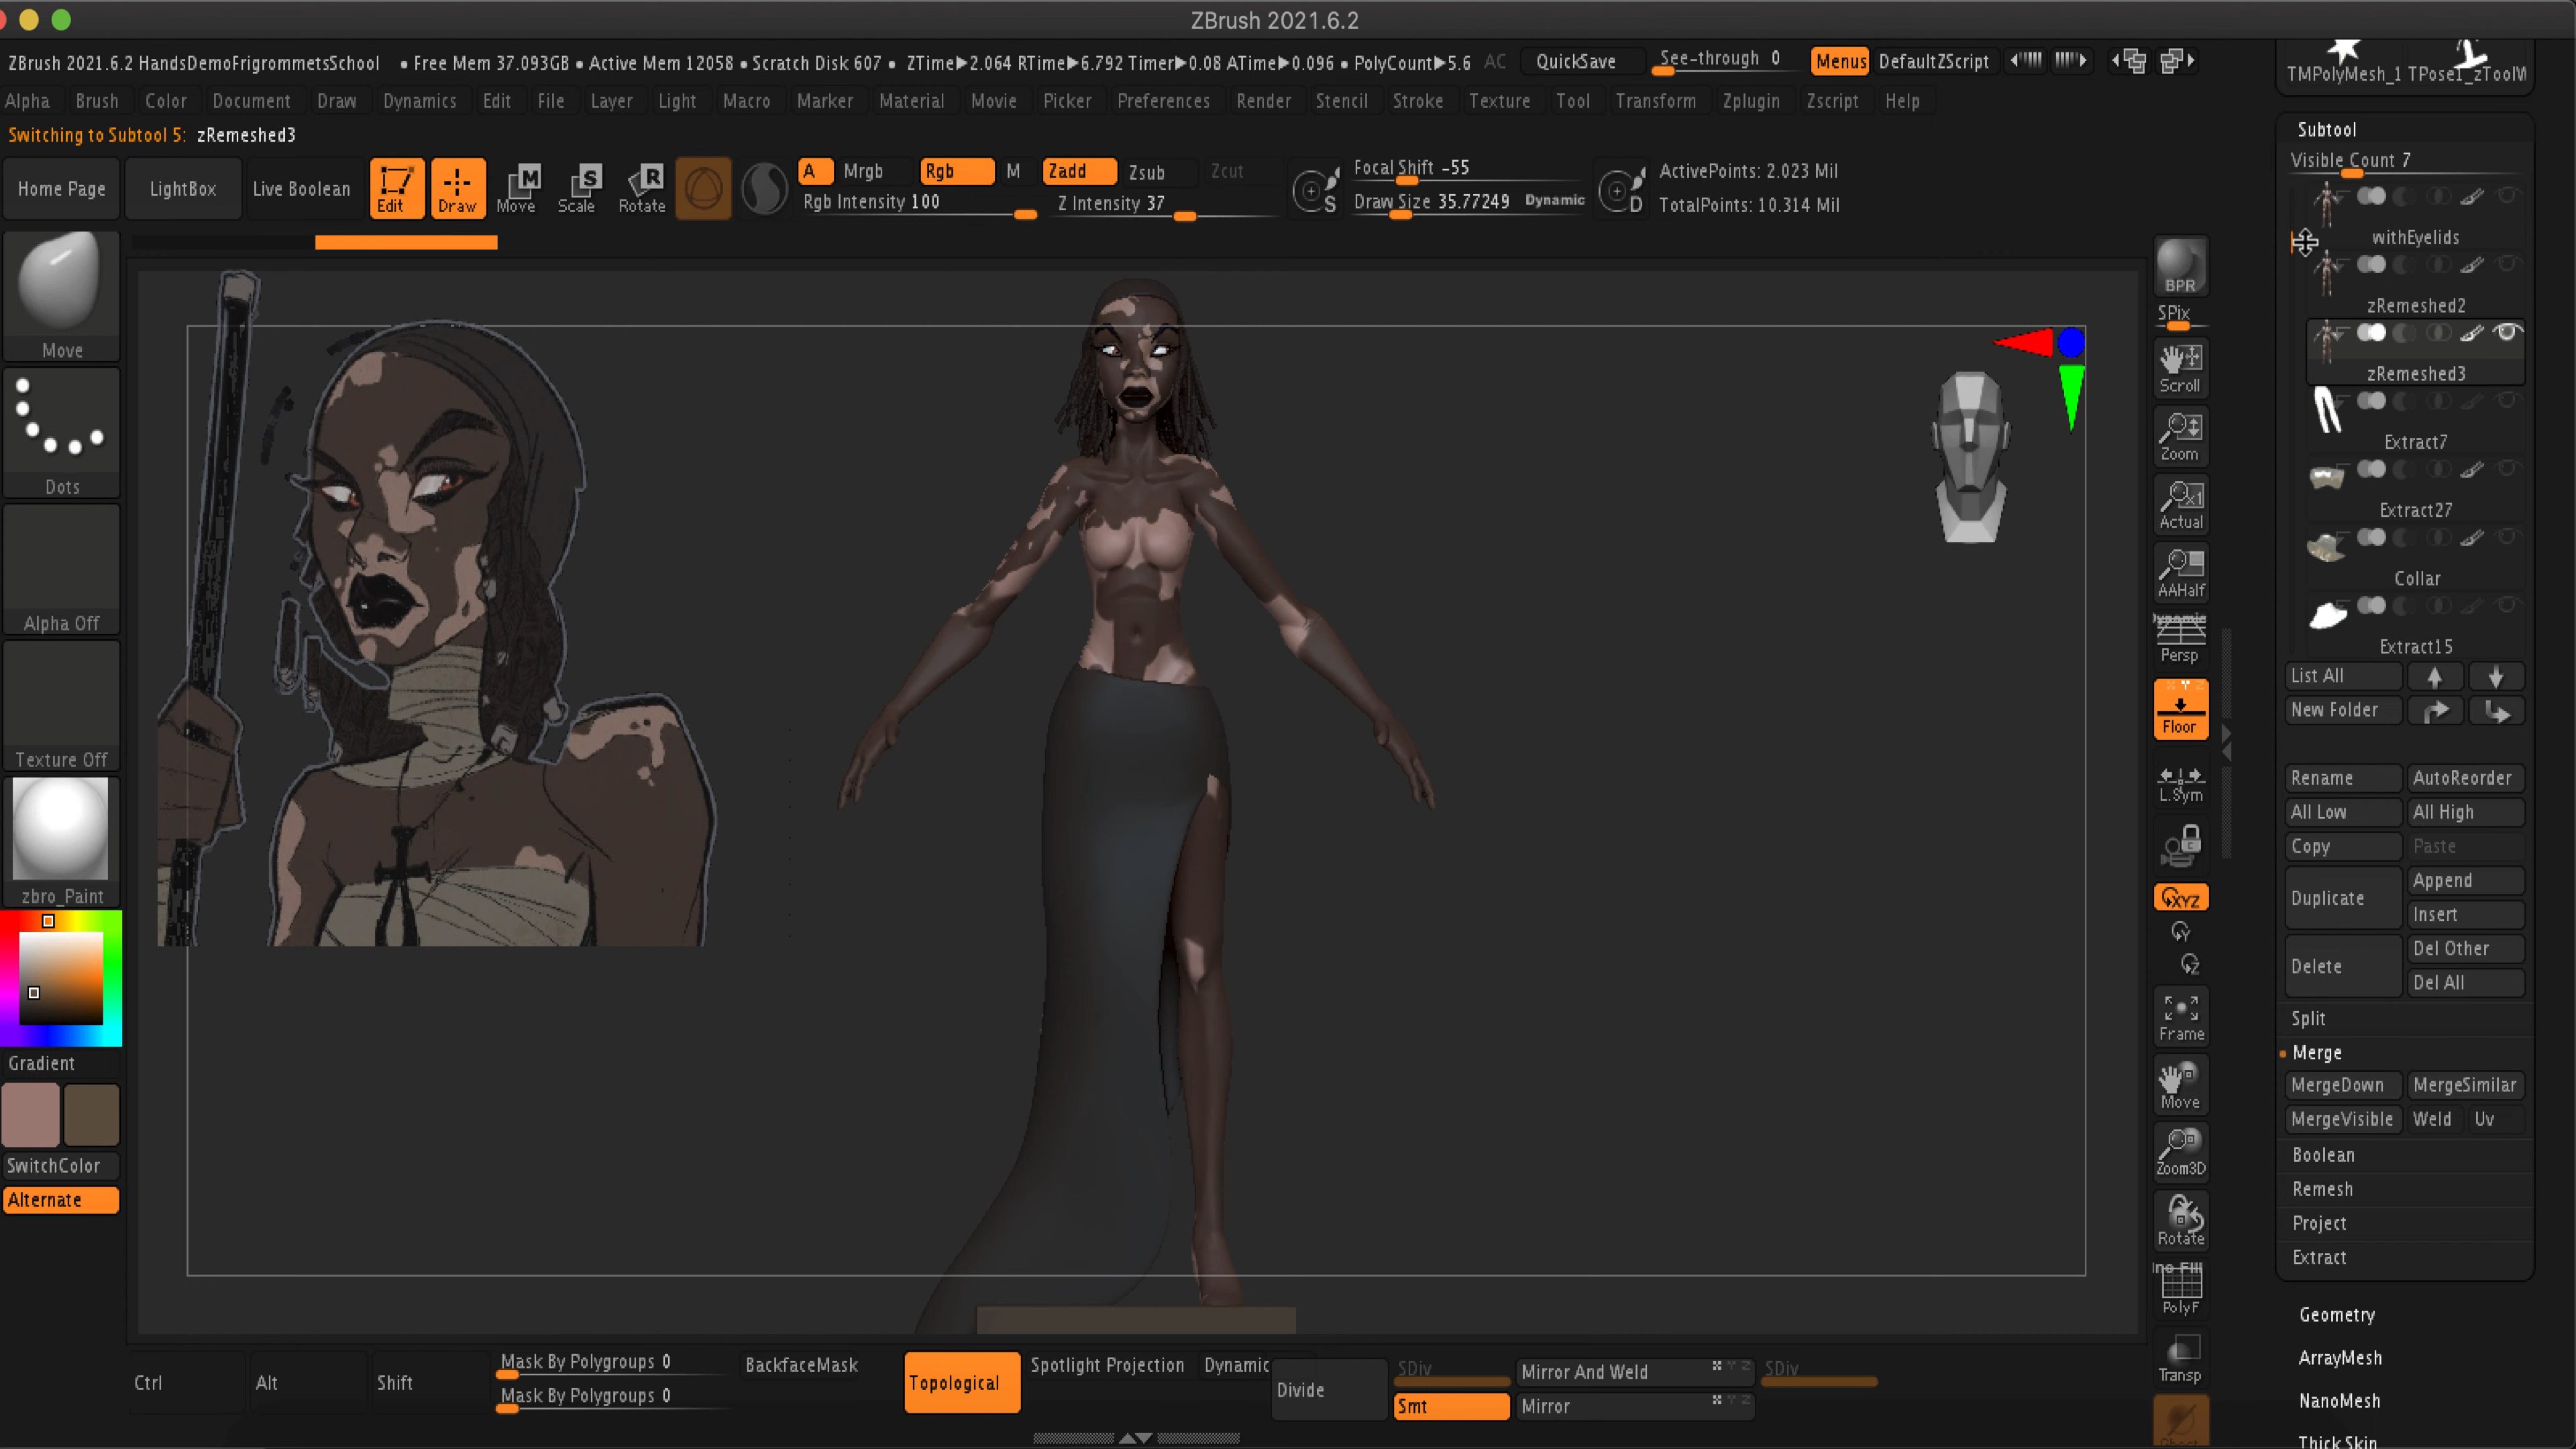 ZBrush 2021.6.2
ZBrush 2021.6.2 HandsDemoFrigrommetsSchool • Free Mem 37.093GB • Active Mem 12058 • Scratch Disk 607 • ZTime▶2.064 RTime▶6.792 Timer▶0.08 ATime▶0.096 • PolyCount▶5.6 AC QuickSave See-through 0 Menus DefaultZScript
TMPolyMesh_1 TPose1_zToolW
Alpha Brush Color Document Draw Dynamics Edit File Layer Light Macro Marker Material Movie Picker Preferences Render Stencil Stroke Texture Tool Transform Zplugin Zscript Help
Switching to Subtool 5: zRemeshed3
Home Page LightBox Live Boolean Edit Draw Move Scale Rotate
A Mrgb Rgb M Zadd Zsub Zcut
Rgb Intensity 100 Z Intensity 37
Focal Shift -55
Draw Size 35.77249 Dynamic
ActivePoints: 2.023 Mil
TotalPoints: 10.314 Mil
Move
Dots
Alpha Off
Texture Off
zbro_Paint
Gradient
SwitchColor
Alternate
BPR
SPix
Scroll
Zoom
Actual
AAHalf
Dynamic
Persp
Floor
L.Sym
XYZ
Y
Z
Frame
Move
Zoom3D
Rotate
PolyF
Transp
Subtool
Visible Count 7
withEyelids
zRemeshed2
zRemeshed3
Extract7
Extract27
Collar
Extract15
List All
New Folder
Rename AutoReorder
All Low All High
Copy Paste
Duplicate Append
Insert
Delete Del Other
Del All
Split
Merge
MergeDown MergeSimilar
MergeVisible Weld Uv
Boolean
Remesh
Project
Extract
Geometry
ArrayMesh
NanoMesh
Thick Skin
Ctrl Alt Shift
Mask By Polygroups 0
Mask By Polygroups 0
BackfaceMask
Topological
Spotlight Projection Dynamic
Divide
SDiv
Smt
Mirror And Weld X Y Z
Mirror X Y Z
SDiv